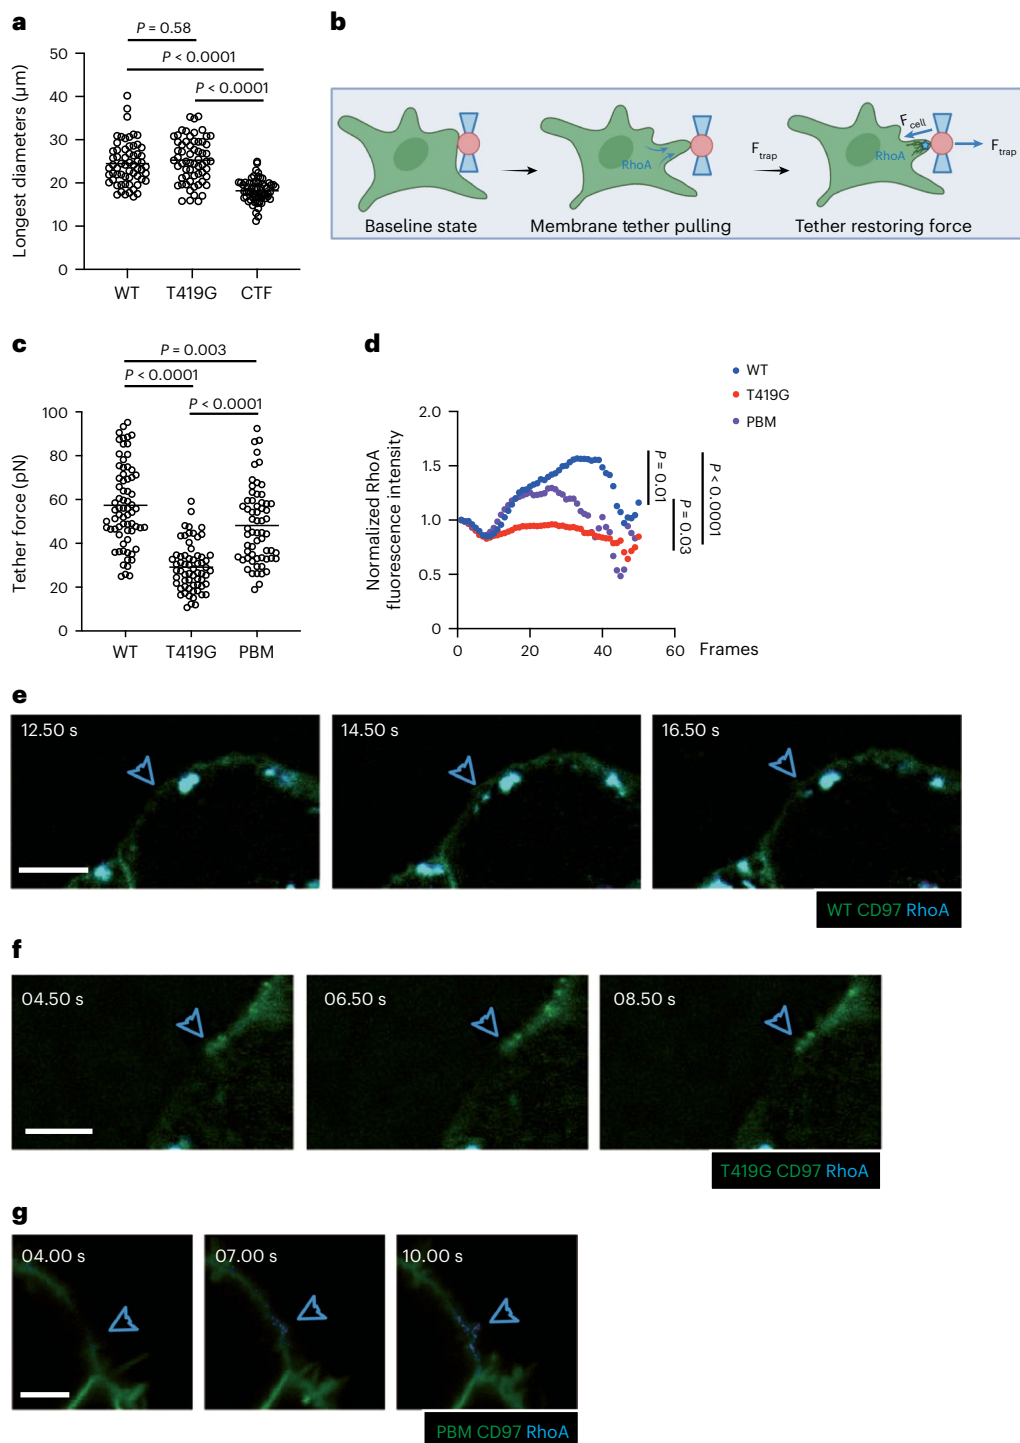 a
P = 0.58
P < 0.0001
P < 0.0001
Longest diameters (µm)
50
40
30
20
10
0
WT T419G CTF
b
RhoA
F trap
F cell
RhoA
F trap
Baseline state
Membrane tether pulling
Tether restoring force
c
P = 0.003
P < 0.0001
P < 0.0001
Tether force (pN)
100
80
60
40
20
0
WT T419G PBM
d
WT
T419G
PBM
Normalized RhoA
fluorescence intensity
2.0
1.5
1.0
0.5
0
0 20 40 60 Frames
P = 0.01
P = 0.03
P < 0.0001
e
12.50 s
14.50 s
16.50 s
WT CD97 RhoA
f
04.50 s
06.50 s
08.50 s
T419G CD97 RhoA
g
04.00 s
07.00 s
10.00 s
PBM CD97 RhoA